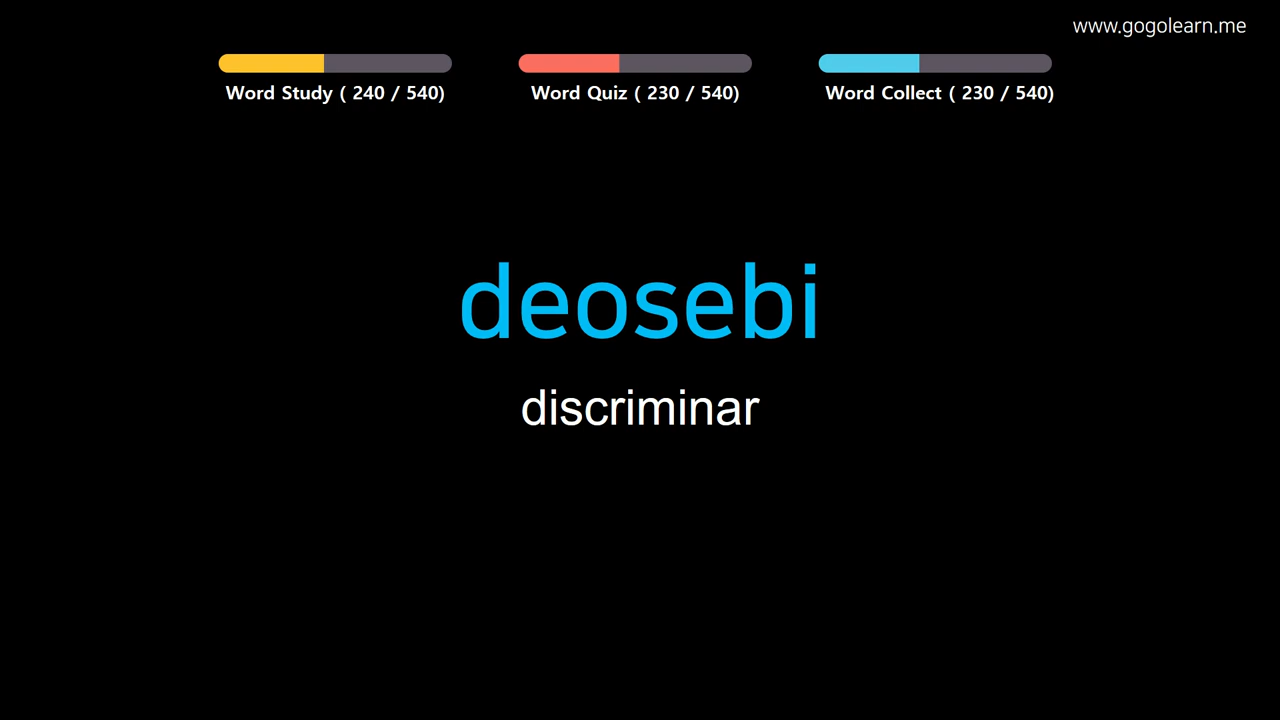 www.gogolearn.me
Word Study ( 240 / 540)
Word Quiz ( 230 / 540)
Word Collect ( 230 / 540)
deosebi
discriminar